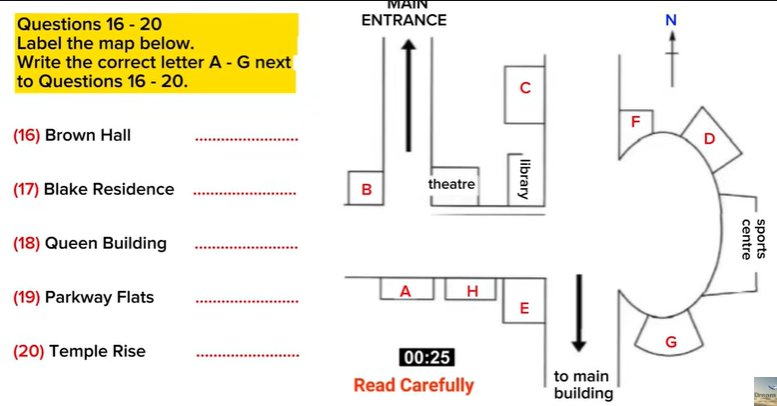 Questions 16 - 20
Label the map below.
Write the correct letter A - G next
to Questions 16 - 20.
(16) Brown Hall ........................
(17) Blake Residence ........................
(18) Queen Building ........................
(19) Parkway Flats ........................
(20) Temple Rise ........................
MAIN
ENTRANCE
N
C
F
D
B
theatre
library
sports
centre
A
H
E
G
00:25
Read Carefully
to main
building
Dream